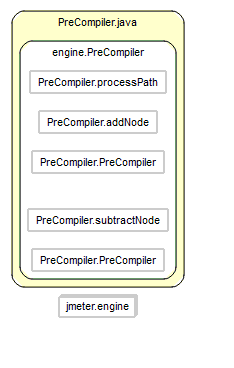 PreCompiler.java
engine.PreCompiler
PreCompiler.processPath
PreCompiler.addNode
PreCompiler.PreCompiler
PreCompiler.subtractNode
PreCompiler.PreCompiler
jmeter.engine